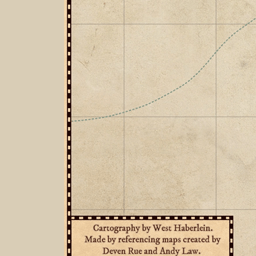 Cartography by West Haberlein.
Made by referencing maps created by
Deven Rue and Andy Law.